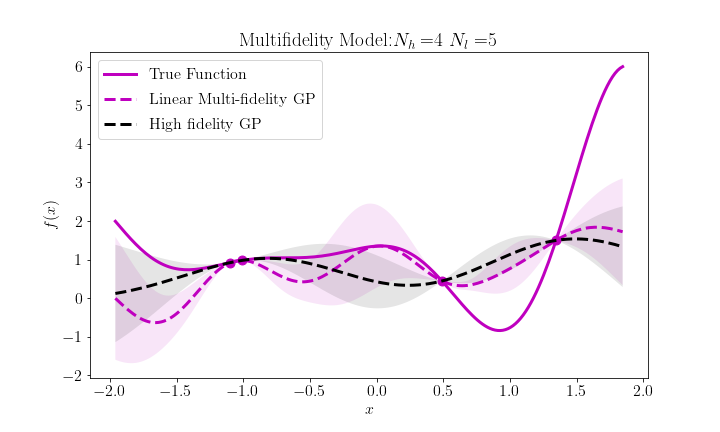 Multifidelity Model:N_h =4 N_l =5
True Function
Linear Multi-fidelity GP
High fidelity GP
f(x)
6
5
4
3
2
1
0
−1
−2
−2.0 −1.5 −1.0 −0.5 0.0 0.5 1.0 1.5 2.0
x